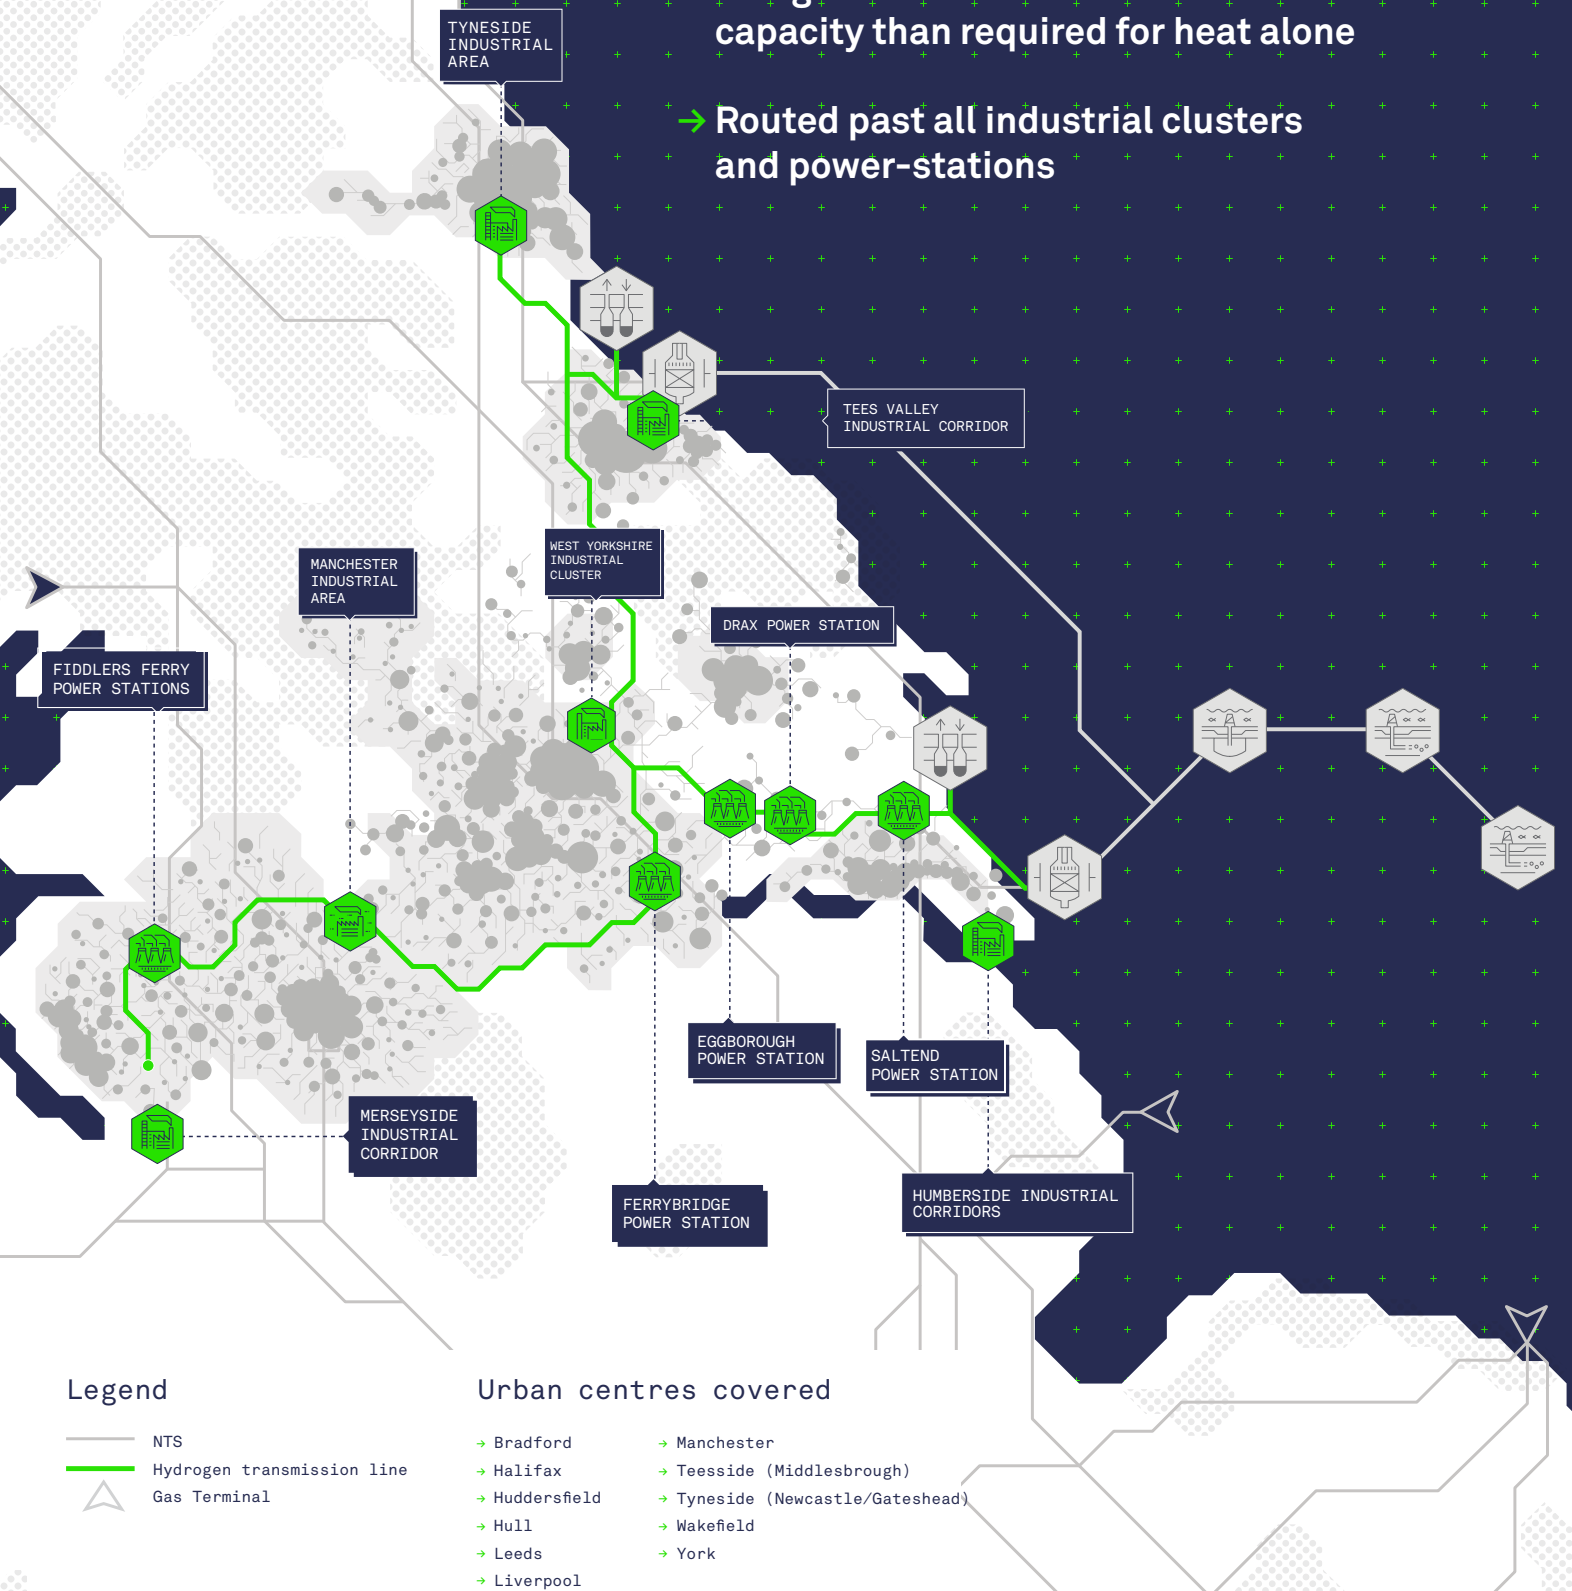 capacity than required for heat alone
→ Routed past all industrial clusters
and power-stations
TYNESIDE
INDUSTRIAL
AREA
TEES VALLEY
INDUSTRIAL CORRIDOR
WEST YORKSHIRE
INDUSTRIAL
CLUSTER
MANCHESTER
INDUSTRIAL
AREA
DRAX POWER STATION
FIDDLERS FERRY
POWER STATIONS
EGGBOROUGH
POWER STATION
SALTEND
POWER STATION
MERSEYSIDE
INDUSTRIAL
CORRIDOR
FERRYBRIDGE
POWER STATION
HUMBERSIDE INDUSTRIAL
CORRIDORS
Legend
NTS
Hydrogen transmission line
Gas Terminal
Urban centres covered
→ Bradford
→ Halifax
→ Huddersfield
→ Hull
→ Leeds
→ Liverpool
→ Manchester
→ Teesside (Middlesbrough)
→ Tyneside (Newcastle/Gateshead)
→ Wakefield
→ York